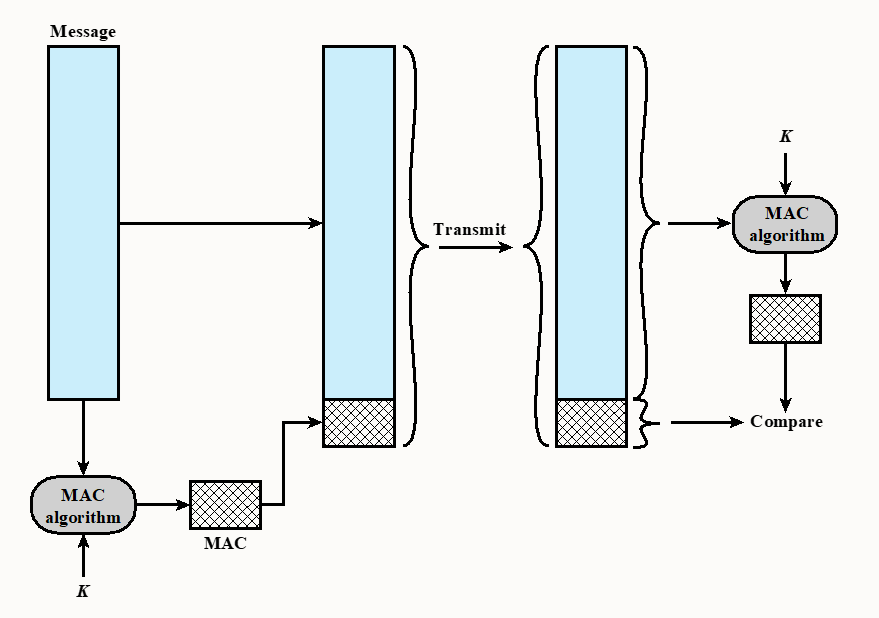 Message
K
MAC
algorithm
Transmit
Compare
MAC
algorithm
MAC
K